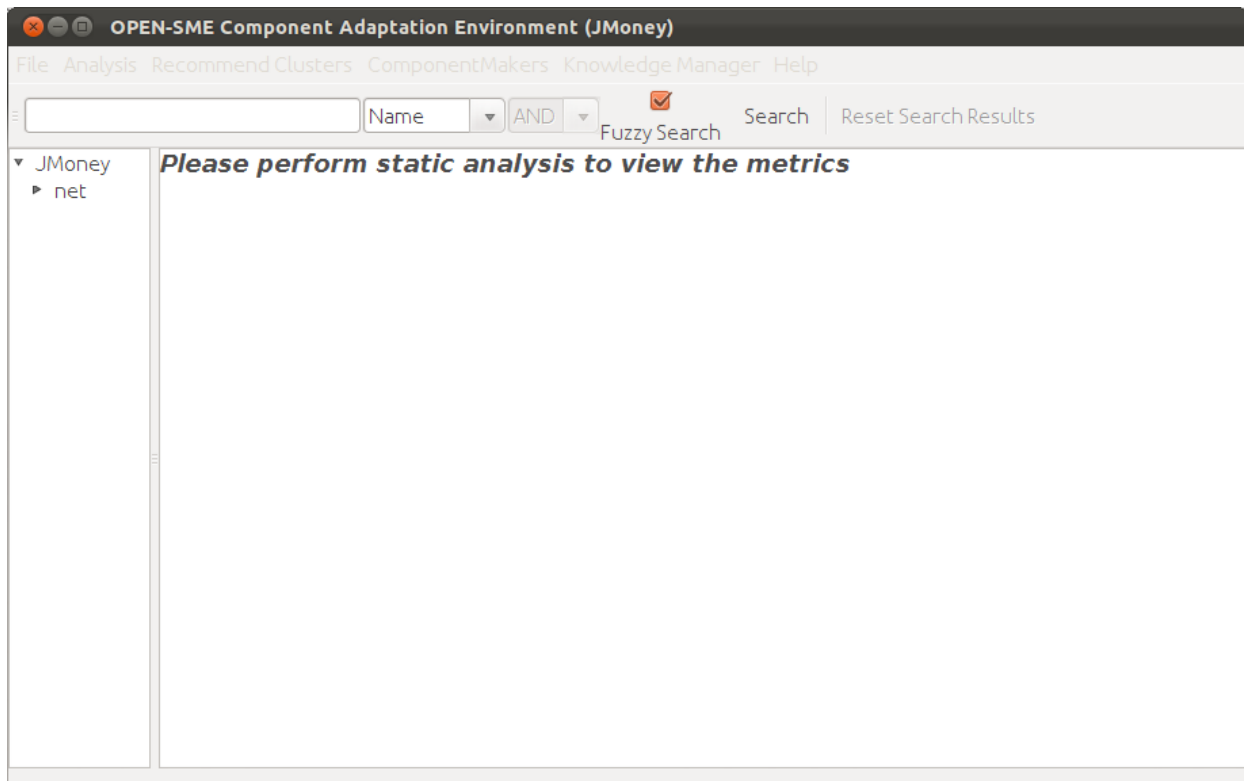 OPEN-SME Component Adaptation Environment (JMoney)
File Analysis Recommend Clusters ComponentMakers Knowledge Manager Help
Name AND Fuzzy Search Search Reset Search Results
JMoney
net
Please perform static analysis to view the metrics